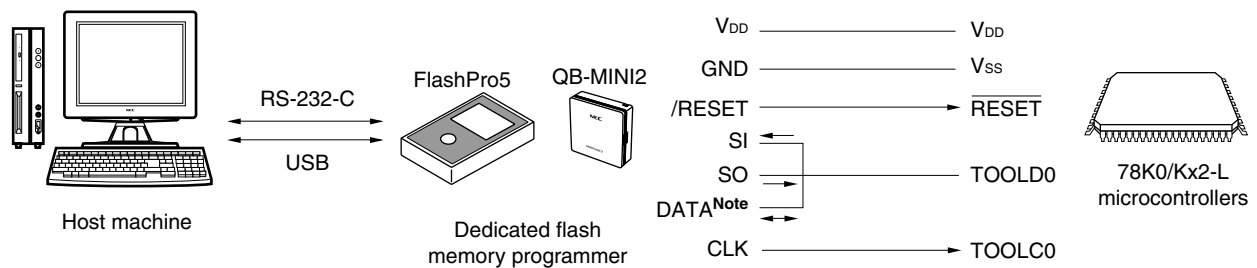 Host machine
RS-232-C
USB
FlashPro5
QB-MINI2
NEC
Dedicated flash
memory programmer
VDD VDD
GND VSS
/RESET RESET
SI
SO TOOLD0
DATANote
CLK TOOLC0
78K0/Kx2-L
microcontrollers